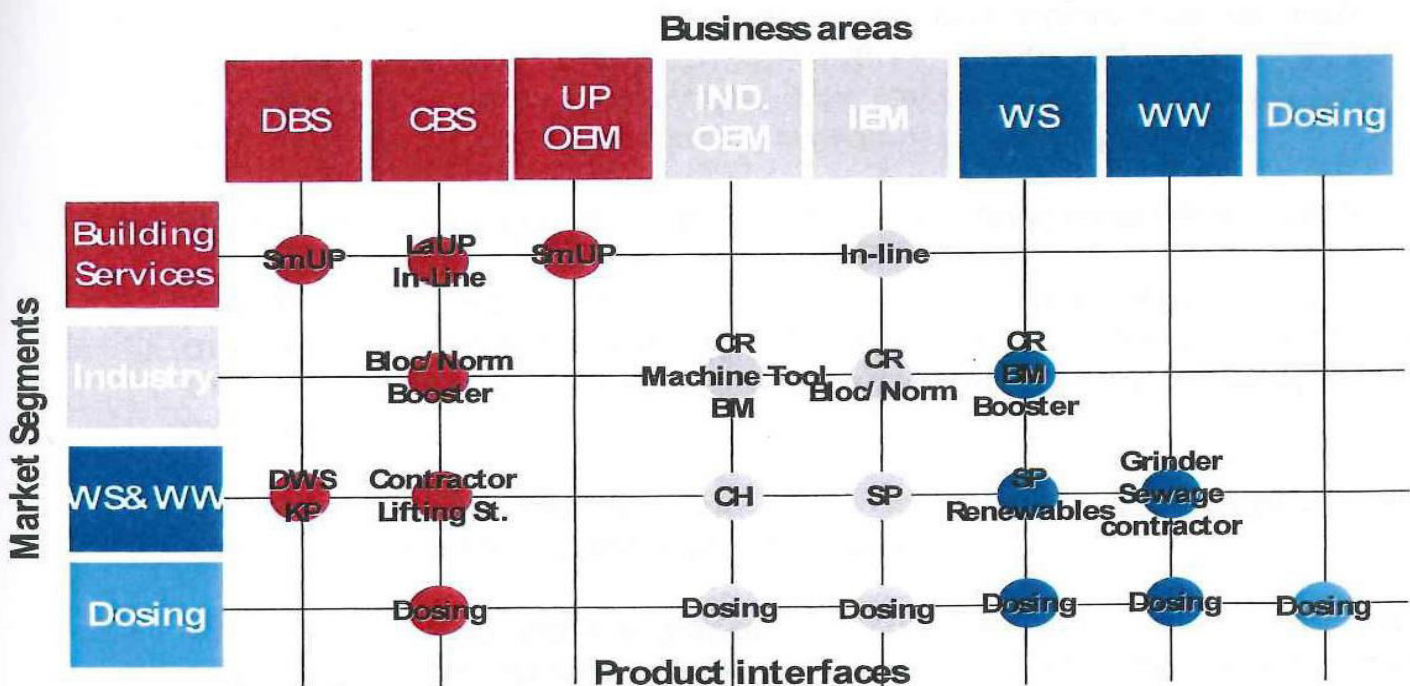 Business areas
DBS
CBS
UP
OEM
IND.
OEM
IEM
WS
WW
Dosing
Market Segments
Building
Services
SmUP
LaUP.
In-Line
SmUP
In-line
Industry
Bloc/Norm
Booster
CR
Machine Tool
BM
CR
Bloc/Norm
CR
BM
Booster
WS& WW
DWS
KP
Contractor
Lifting St.
CH
SP
SP
Renewables
Grinder
Sewage
contractor
Dosing
Dosing
Dosing
Dosing
Dosing
Dosing
Dosing
Product interfaces